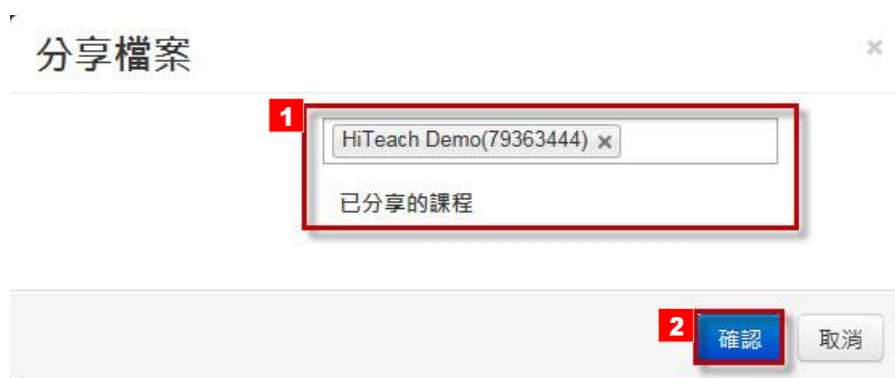 分享檔案
×
1
HiTeach Demo(79363444) ×
已分享的課程
2
確認
取消